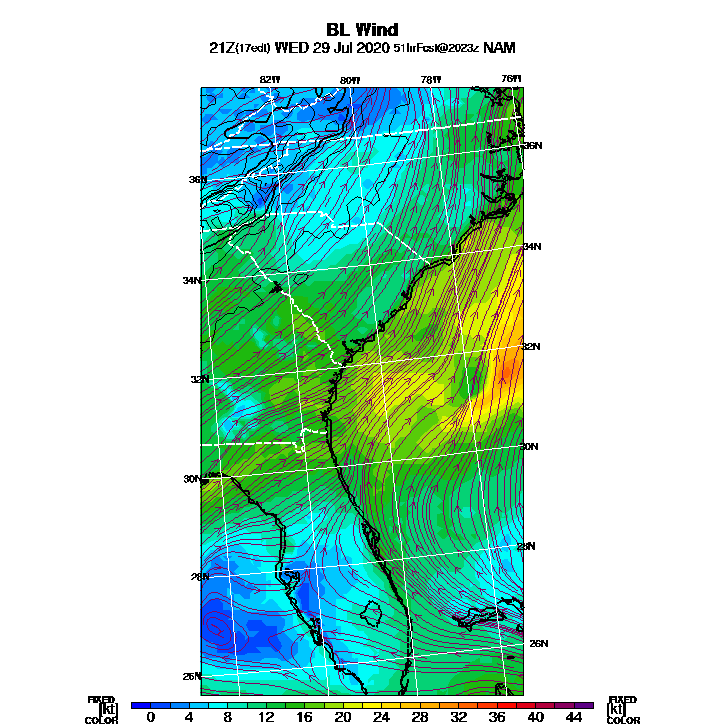 BL Wind
21Z(17edt) WED 29 Jul 2020 51hrFcst@2023z NAM
82W 80W 78W 76W
36N
36N
34N
34N
32N
32N
30N
30N
28N
28N
26N
26N
FIXED FIXED
[kt] [kt]
COLOR COLOR
0 4 8 12 16 20 24 28 32 36 40 44